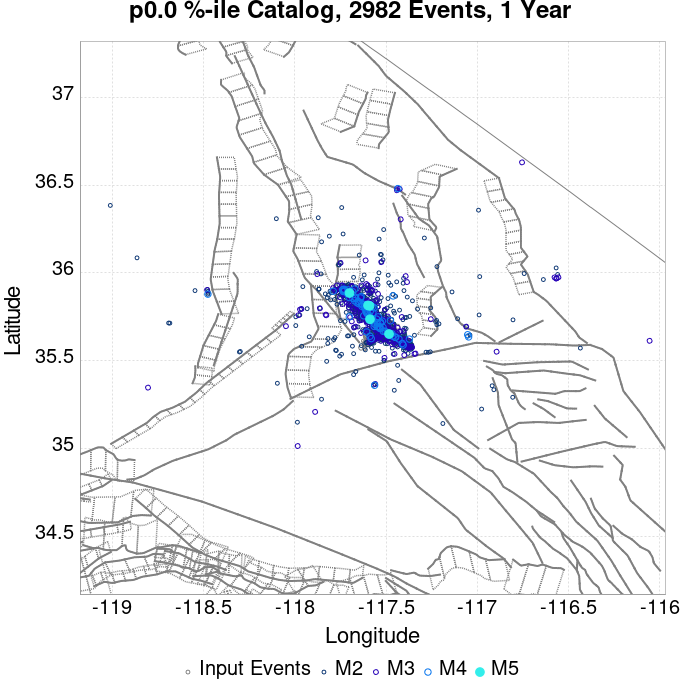 p0.0 %-ile Catalog, 2982 Events, 1 Year
37
36.5
36
35.5
35
34.5
Latitude
-119
-118.5
-118
-117.5
-117
-116.5
-116
Longitude
Input Events
M2
M3
M4
M5